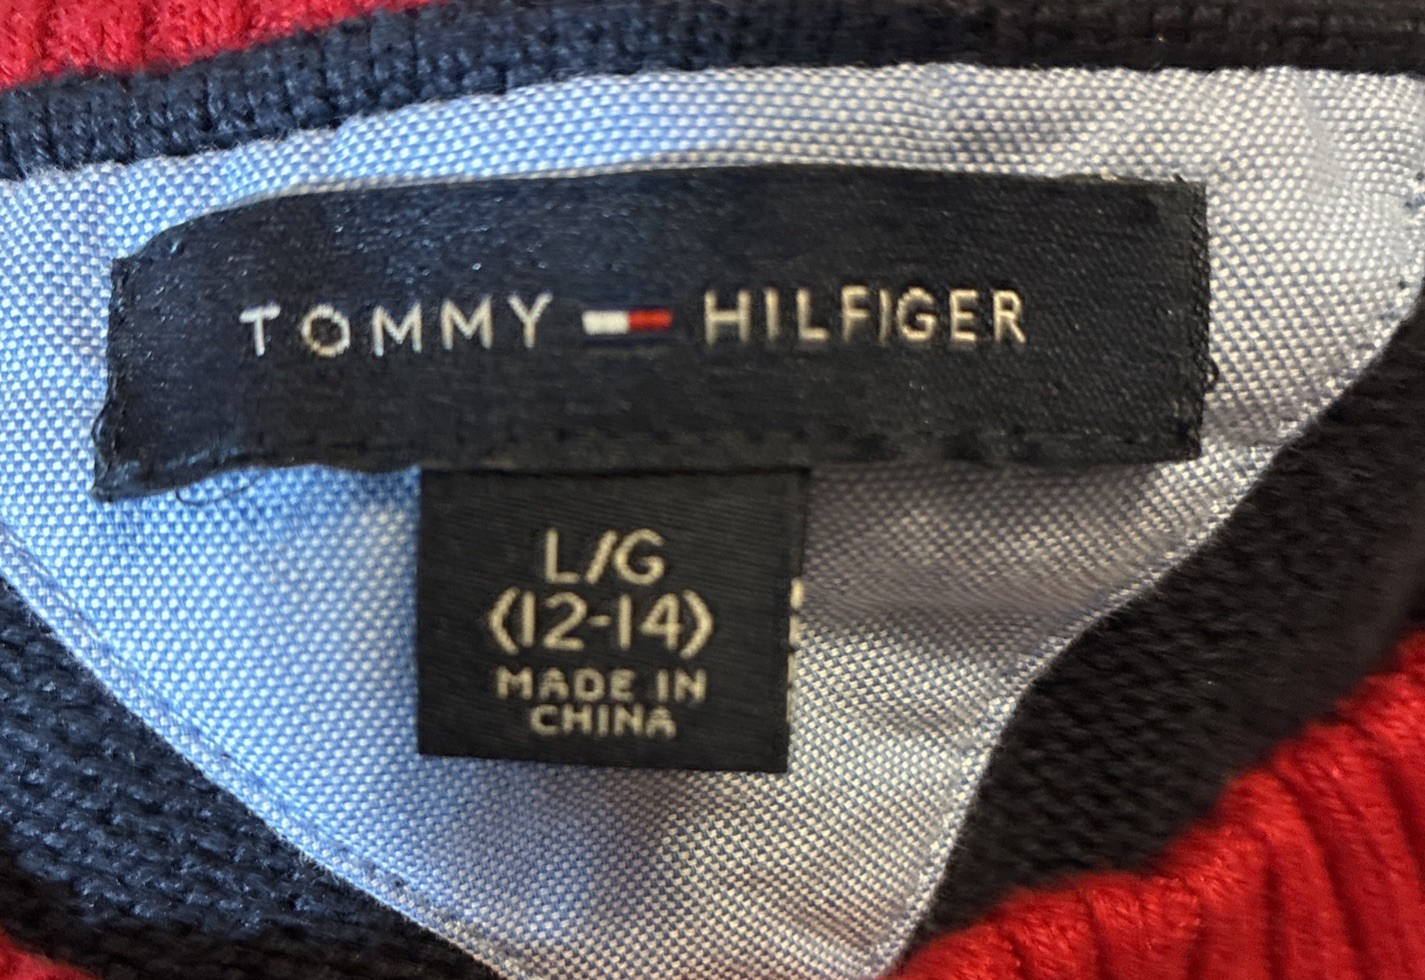 TOMMY HILFIGER
L/G
(12-14)
MADE IN
CHINA